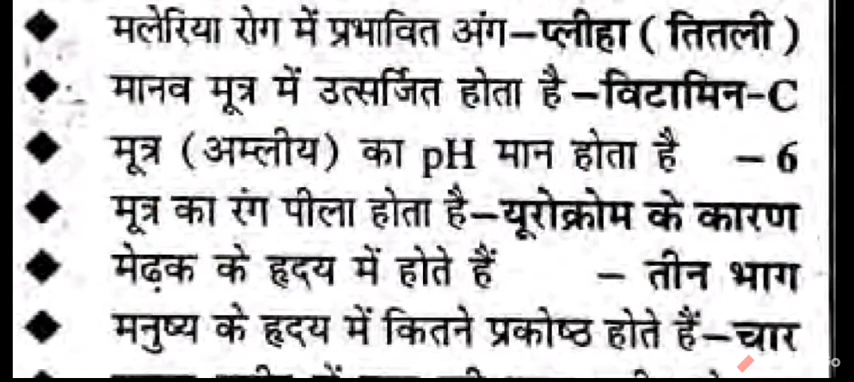 ◆ मलेरिया रोग में प्रभावित अंग–प्लीहा ( तितली )
◆ मानव मूत्र में उत्सर्जित होता है –विटामिन-C
◆ मूत्र (अम्लीय) का pH मान होता है – 6
◆ मूत्र का रंग पीला होता है–यूरोक्रोम के कारण
◆ मेढ़क के हृदय में होते हैं – तीन भाग
◆ मनुष्य के हृदय में कितने प्रकोष्ठ होते हैं–चार